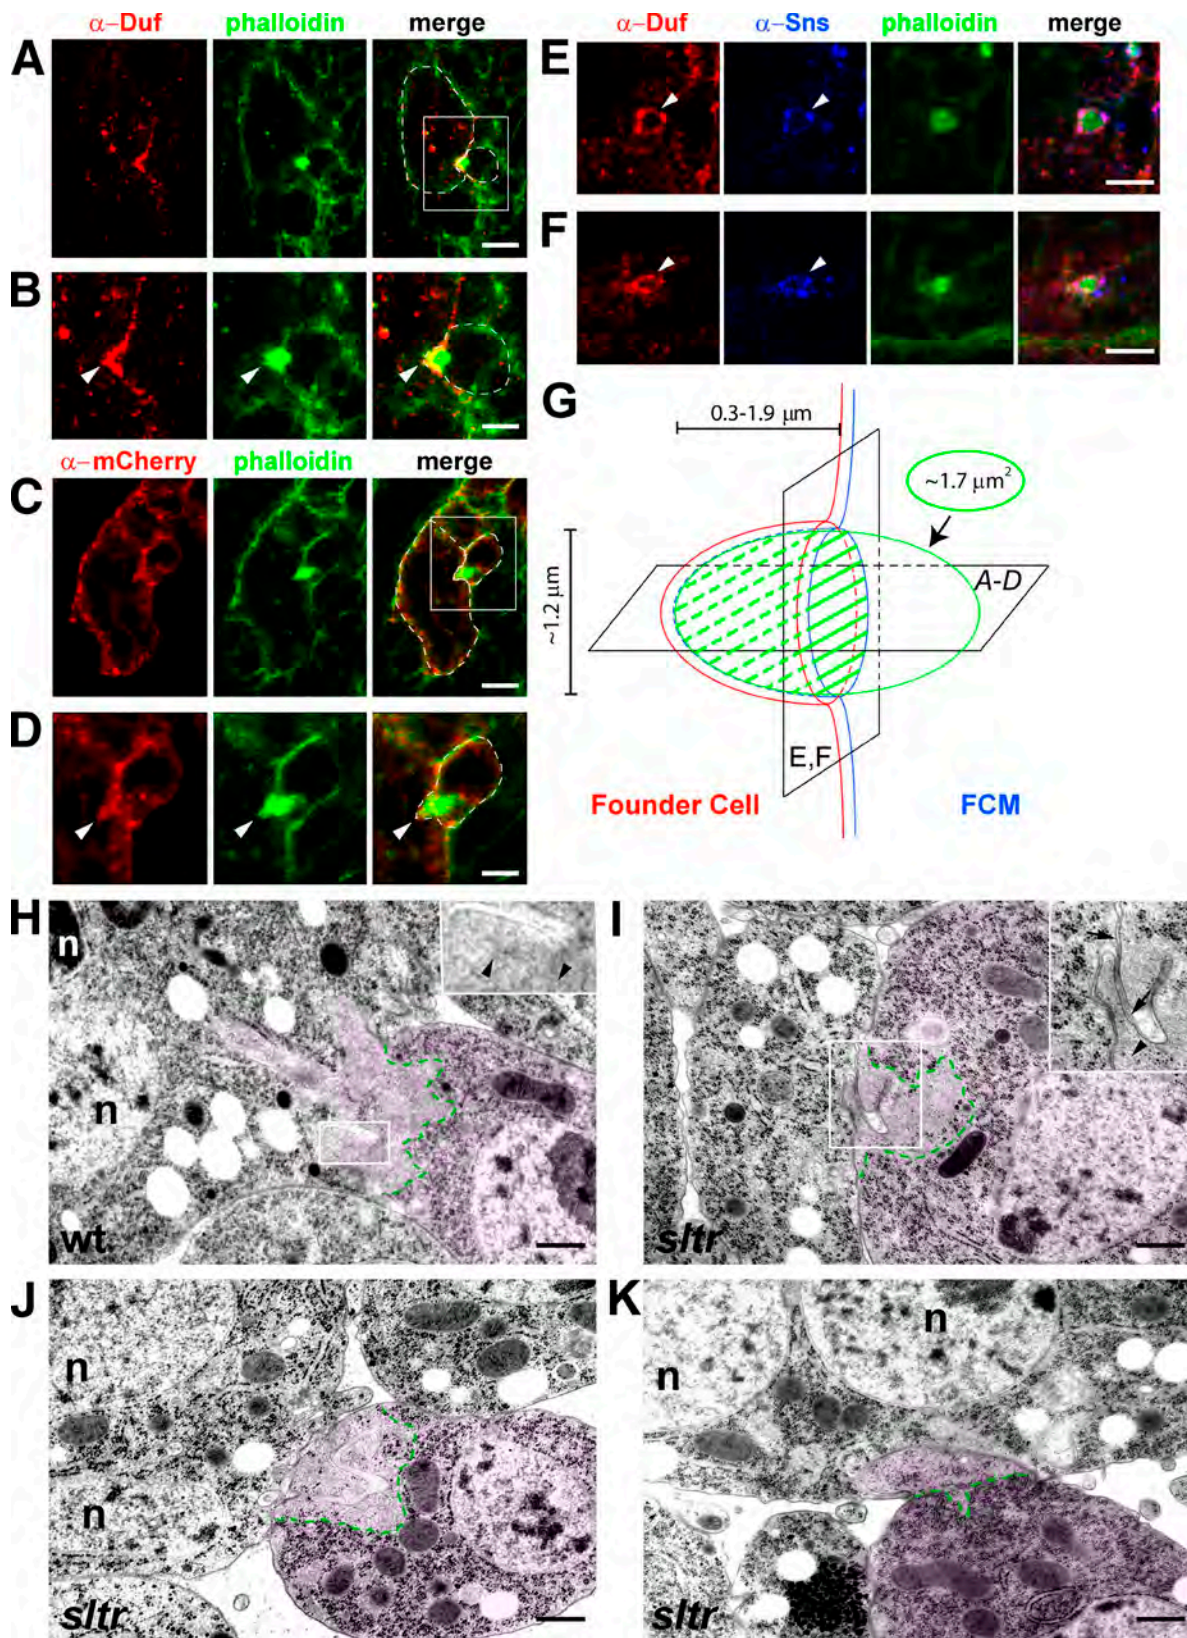 α–Duf phalloidin merge
A
B
α–mCherry phalloidin merge
C
D
α–Duf α–Sns phalloidin merge
E
F
G
0.3-1.9 μm
~1.7 μm²
~1.2 μm
A-D
E,F
Founder Cell FCM
H
n
n
wt
I
sltr
J
n
n
sltr
K
n
n
sltr